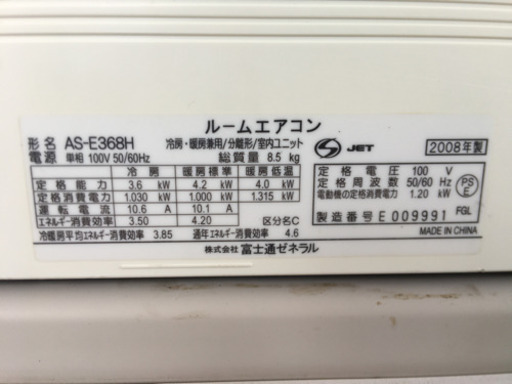 ルームエアコン
形名 AS-E368H 冷房・暖房兼用/分離形/室内ユニット JET 2008年製
電源 単相 100V 50/60Hz 総質量 8.5 kg
冷房 暖房標準 暖房低温
定格能力 3.6 kW 4.2 kW 4.0 kW
定格消費電力 1.030 kW 1.000 kW 1.315 kW
運転電流 10.6 A 10.1 A
エネルギー消費効率 3.50 4.20 区分名C
冷暖房平均エネルギー消費効率 3.85 通年エネルギー消費効率 4.6
定格電圧 100 V
定格周波数 50/60 Hz
電動機の定格消費電力 1.20 kW
PSE
製造番号 E009991 FGL
MADE IN CHINA
株式会社 富士通ゼネラル